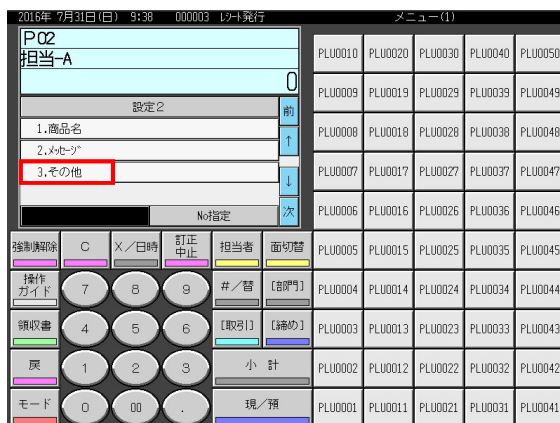 2016年 7月31日(日) 9:38 000003 ﾚｼｰﾄ発行 メニュー(1)
P02
担当-A
0
設定2
前
1.商品名
2.ﾒｯｾｰｼﾞ
↑
3.その他
↓
No指定
次
強制解除 C X/日時 訂正中止 担当者 面切替
操作ガイド 7 8 9 #/替 [部門]
領収書 4 5 6 [取引] [締め]
戻 1 2 3 小 計
モード 0 00 . 現/預
PLU0010 PLU0020 PLU0030 PLU0040 PLU0050
PLU0009 PLU0019 PLU0029 PLU0039 PLU0049
PLU0008 PLU0018 PLU0028 PLU0038 PLU0048
PLU0007 PLU0017 PLU0027 PLU0037 PLU0047
PLU0006 PLU0016 PLU0026 PLU0036 PLU0046
PLU0005 PLU0015 PLU0025 PLU0035 PLU0045
PLU0004 PLU0014 PLU0024 PLU0034 PLU0044
PLU0003 PLU0013 PLU0023 PLU0033 PLU0043
PLU0002 PLU0012 PLU0022 PLU0032 PLU0042
PLU0001 PLU0011 PLU0021 PLU0031 PLU0041